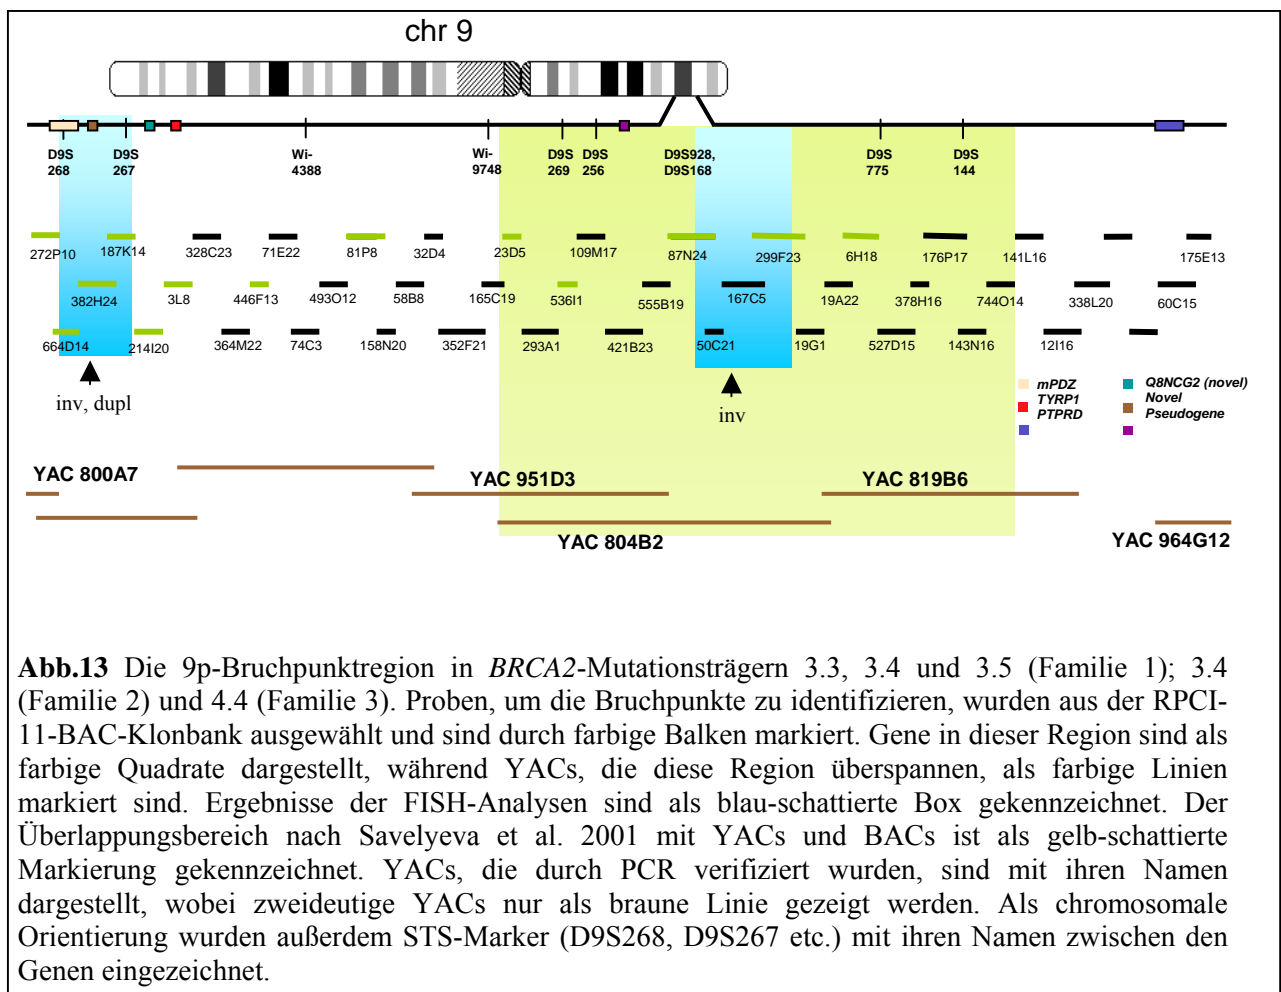 chr 9
D9S 268
D9S 267
Wi- 4388
Wi- 9748
D9S 269
D9S 256
D9S928, D9S168
D9S 775
D9S 144
272P10
187K14
328C23
71E22
81P8
32D4
23D5
109M17
87N24
299F23
6H18
176P17
141L16
175E13
382H24
3L8
446F13
493O12
58B8
165C19
536I1
555B19
167C5
19A22
378H16
744O14
338L20
60C15
664D14
214I20
364M22
74C3
158N20
352F21
293A1
421B23
50C21
19G1
527D15
143N16
12I16
inv, dupl
inv
mPDZ
TYRP1
PTPRD
Q8NCG2 (novel)
Novel
Pseudogene
YAC 800A7
YAC 951D3
YAC 819B6
YAC 804B2
YAC 964G12
Abb.13 Die 9p-Bruchpunktregion in BRCA2-Mutationsträgern 3.3, 3.4 und 3.5 (Familie 1); 3.4
(Familie 2) und 4.4 (Familie 3). Proben, um die Bruchpunkte zu identifizieren, wurden aus der RPCI-
11-BAC-Klonbank ausgewählt und sind durch farbige Balken markiert. Gene in dieser Region sind als
farbige Quadrate dargestellt, während YACs, die diese Region überspannen, als farbige Linien
markiert sind. Ergebnisse der FISH-Analysen sind als blau-schattierte Box gekennzeichnet. Der
Überlappungsbereich nach Savelyeva et al. 2001 mit YACs und BACs ist als gelb-schattierte
Markierung gekennzeichnet. YACs, die durch PCR verifiziert wurden, sind mit ihren Namen
dargestellt, wobei zweideutige YACs nur als braune Linie gezeigt werden. Als chromosomale
Orientierung wurden außerdem STS-Marker (D9S268, D9S267 etc.) mit ihren Namen zwischen den
Genen eingezeichnet.